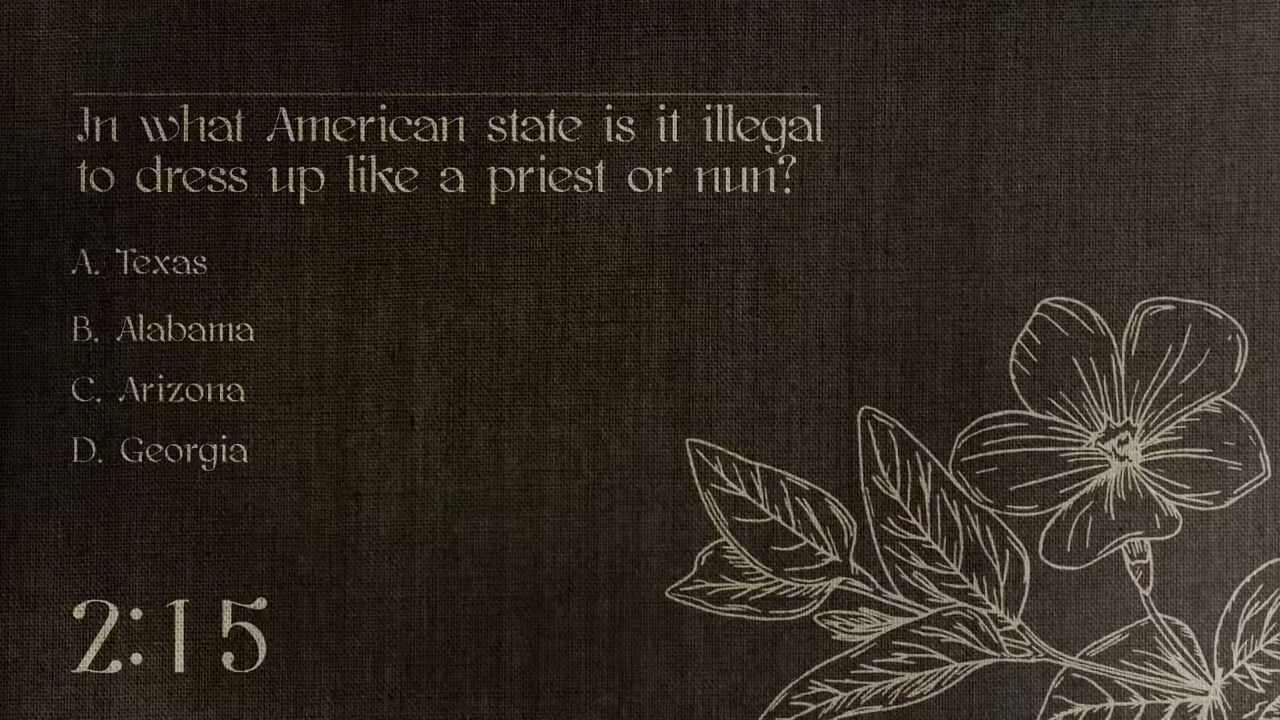 In what American state is it illegal
to dress up like a priest or nun?
A. Texas
B. Alabama
C. Arizona
D. Georgia
2:15